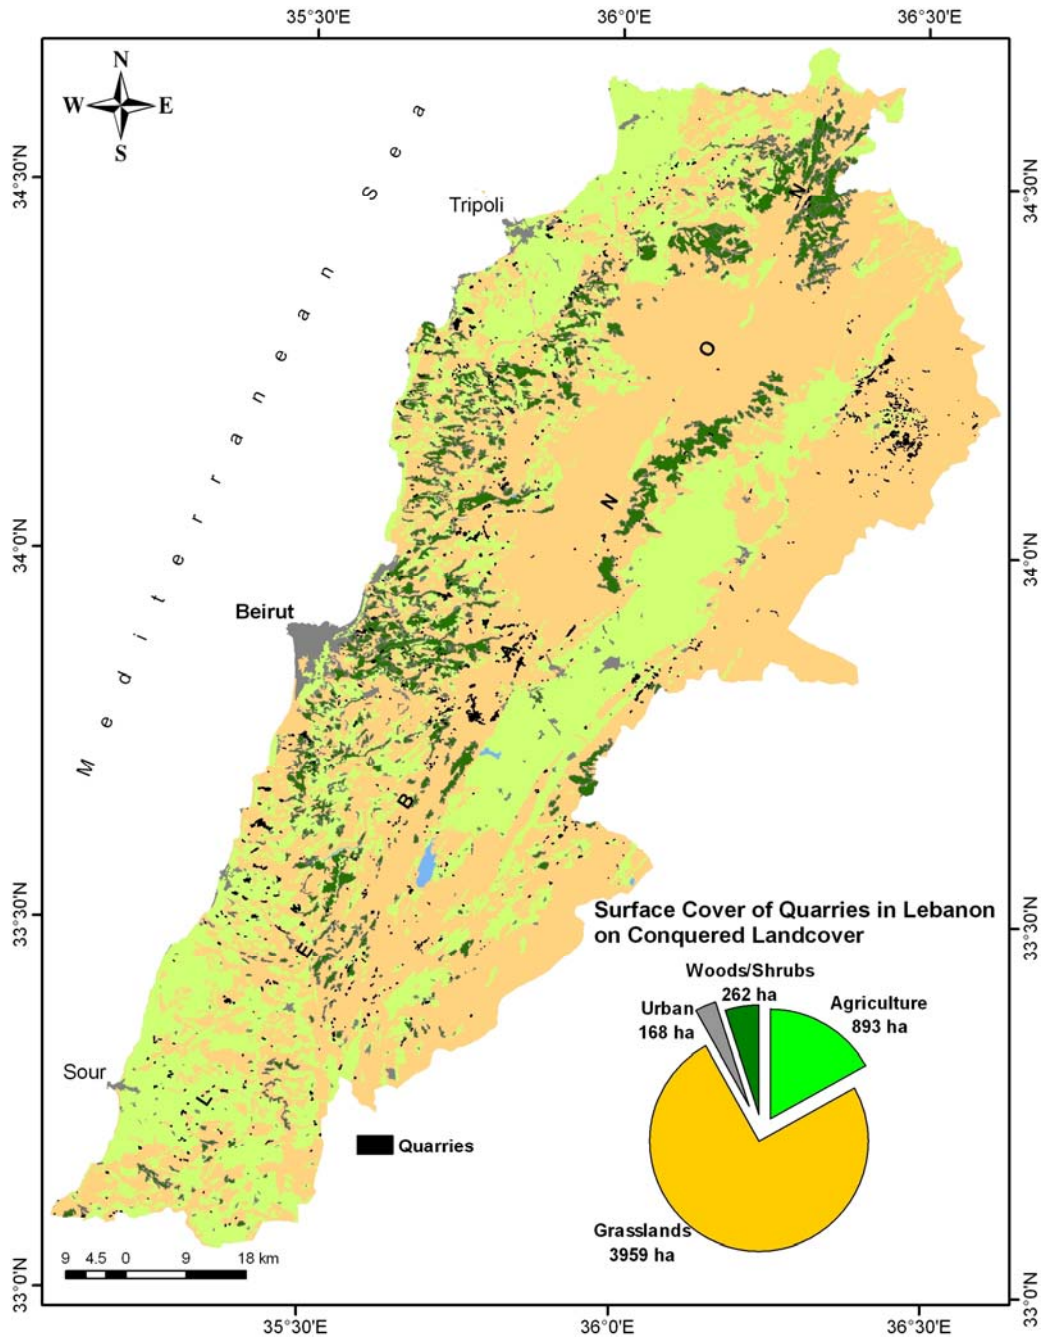 35°30'E 36°0'E 36°30'E
N
W E
S
34°30'N 34°30'N
Mediterranean Sea
Tripoli
LEBANON
34°0'N 34°0'N
Beirut
33°30'N 33°30'N
Surface Cover of Quarries in Lebanon
on Conquered Landcover
Woods/Shrubs
262 ha
Urban
168 ha
Agriculture
893 ha
Sour
Quarries
Grasslands
3959 ha
9 4.5 0 9 18 km
33°0'N 33°0'N
35°30'E 36°0'E 36°30'E